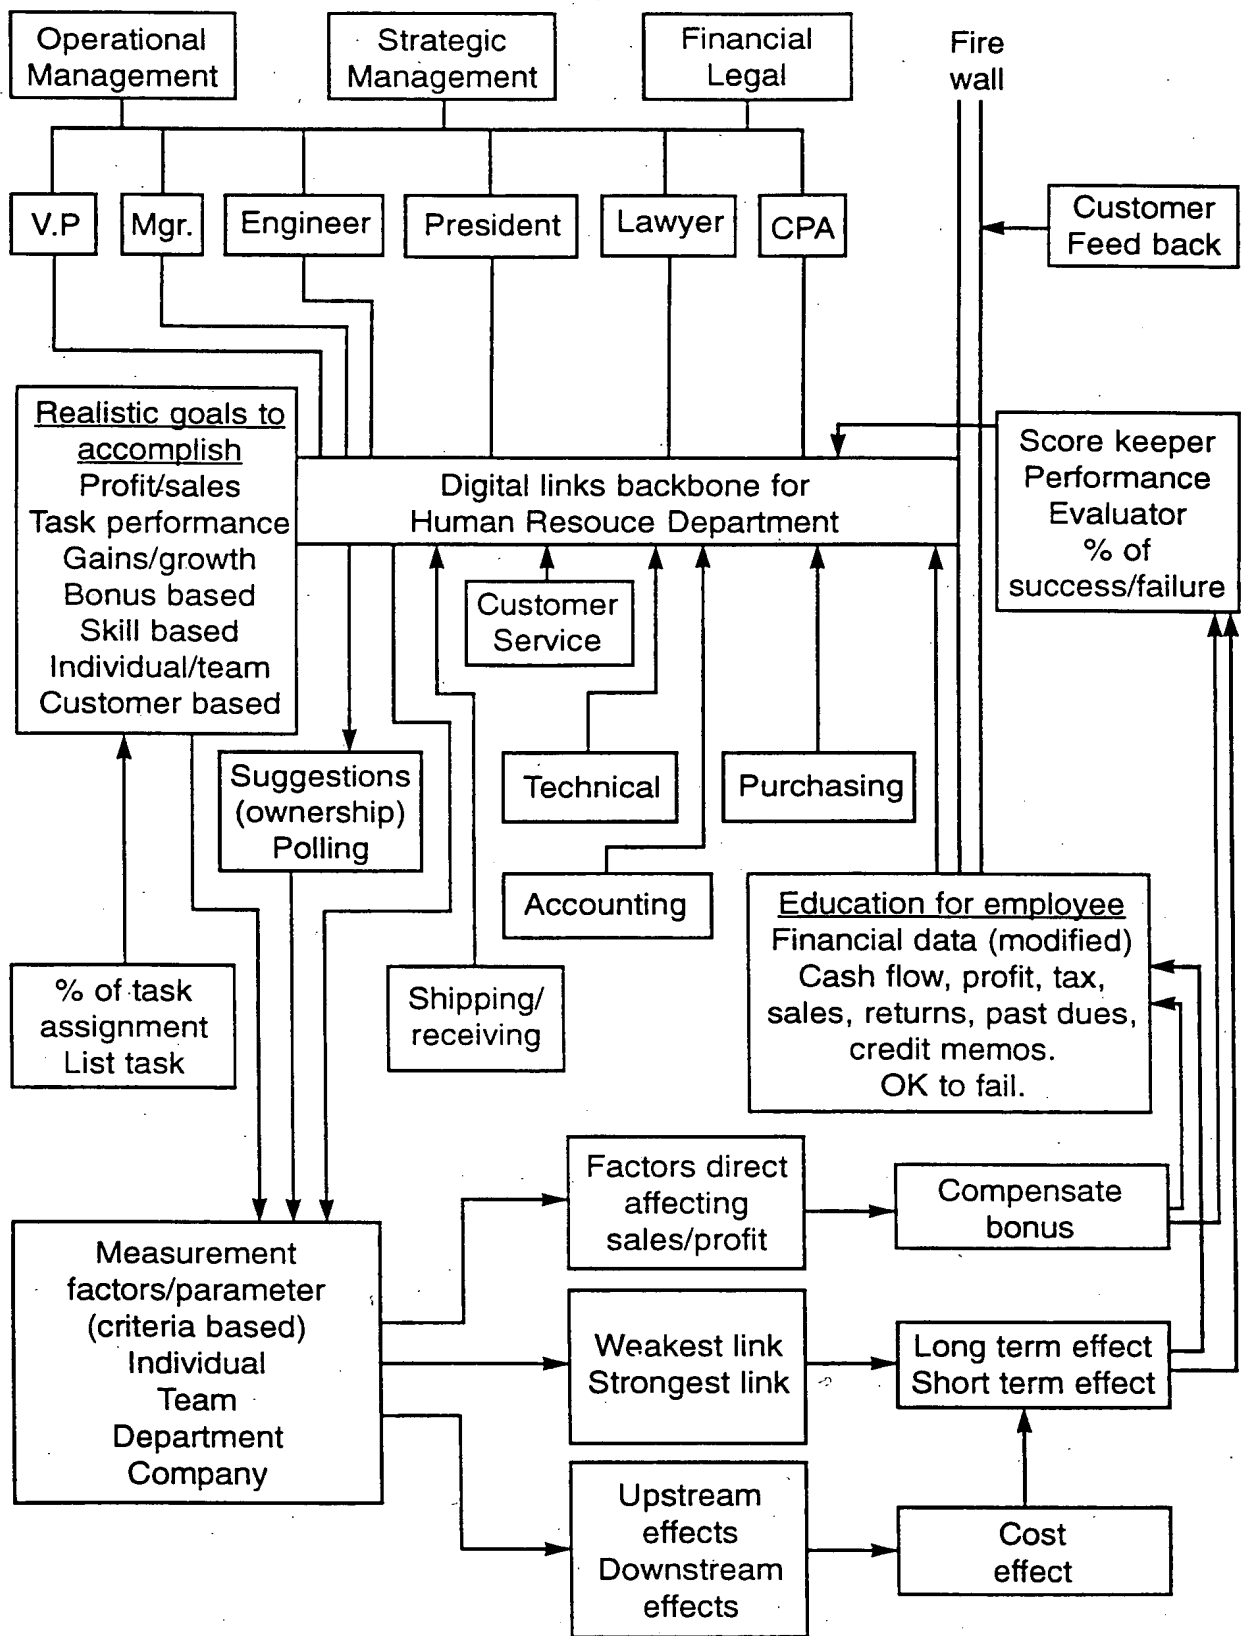 Operational
Management
Strategic
Management
Financial
Legal
Fire
wall
V.P
Mgr.
Engineer
President
Lawyer
CPA
Customer
Feed back
Realistic goals to
accomplish
Profit/sales
Task performance
Gains/growth
Bonus based
Skill based
Individual/team
Customer based
Digital links backbone for
Human Resouce Department
Score keeper
Performance
Evaluator
% of
success/failure
Customer
Service
Suggestions
(ownership)
Polling
Technical
Purchasing
Accounting
Education for employee
Financial data (modified)
Cash flow, profit, tax,
sales, returns, past dues,
credit memos.
OK to fail.
% of task
assignment
List task
Shipping/
receiving
Factors direct
affecting
sales/profit
Compensate
bonus
Measurement
factors/parameter
(criteria based)
Individual
Team
Department
Company
Weakest link
Strongest link
Long term effect
Short term effect
Upstream
effects
Downstream
effects
Cost
effect